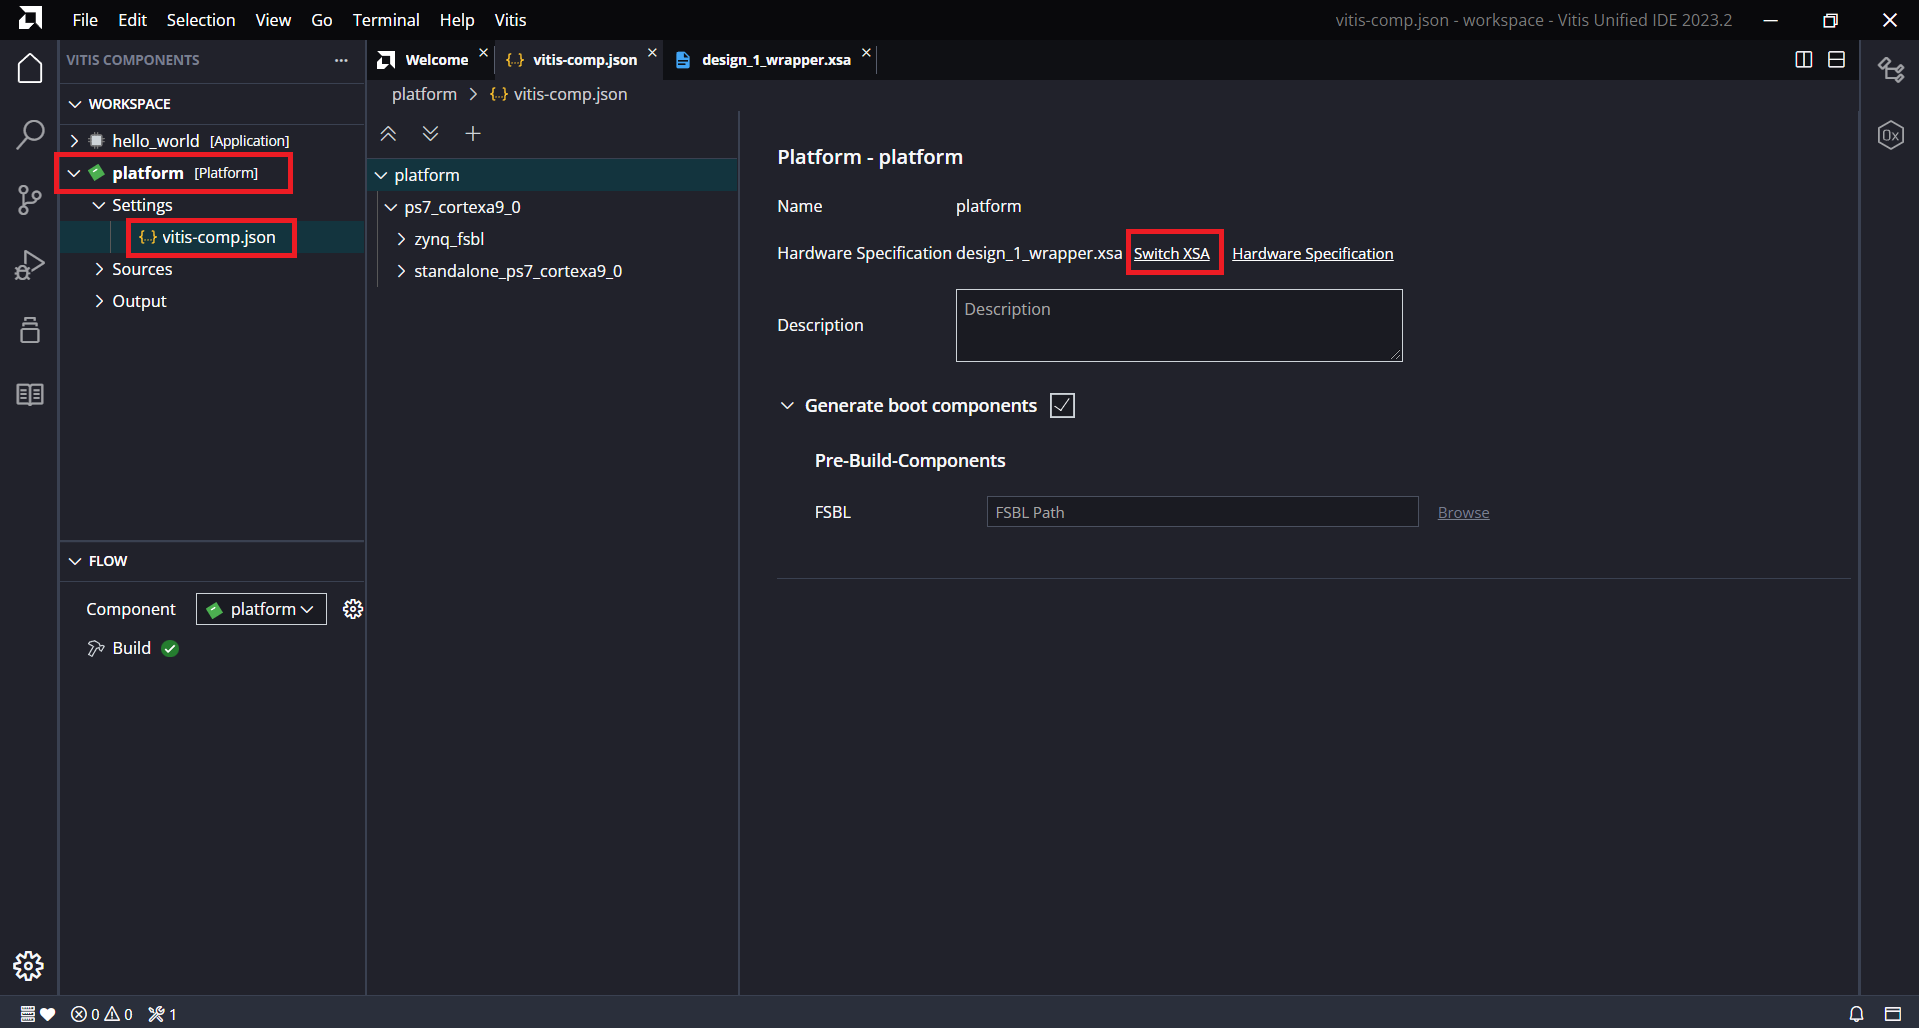 File Edit Selection View Go Terminal Help Vitis
vitis-comp.json - workspace - Vitis Unified IDE 2023.2
VITIS COMPONENTS
WORKSPACE
hello_world [Application]
platform [Platform]
Settings
{..} vitis-comp.json
Sources
Output
FLOW
Component platform
Build
Welcome {..} vitis-comp.json design_1_wrapper.xsa
platform > {..} vitis-comp.json
platform
ps7_cortexa9_0
zynq_fsbl
standalone_ps7_cortexa9_0
Platform - platform
Name platform
Hardware Specification design_1_wrapper.xsa Switch XSA Hardware Specification
Description Description
Generate boot components
Pre-Build-Components
FSBL FSBL Path Browse
0x
0 0 1